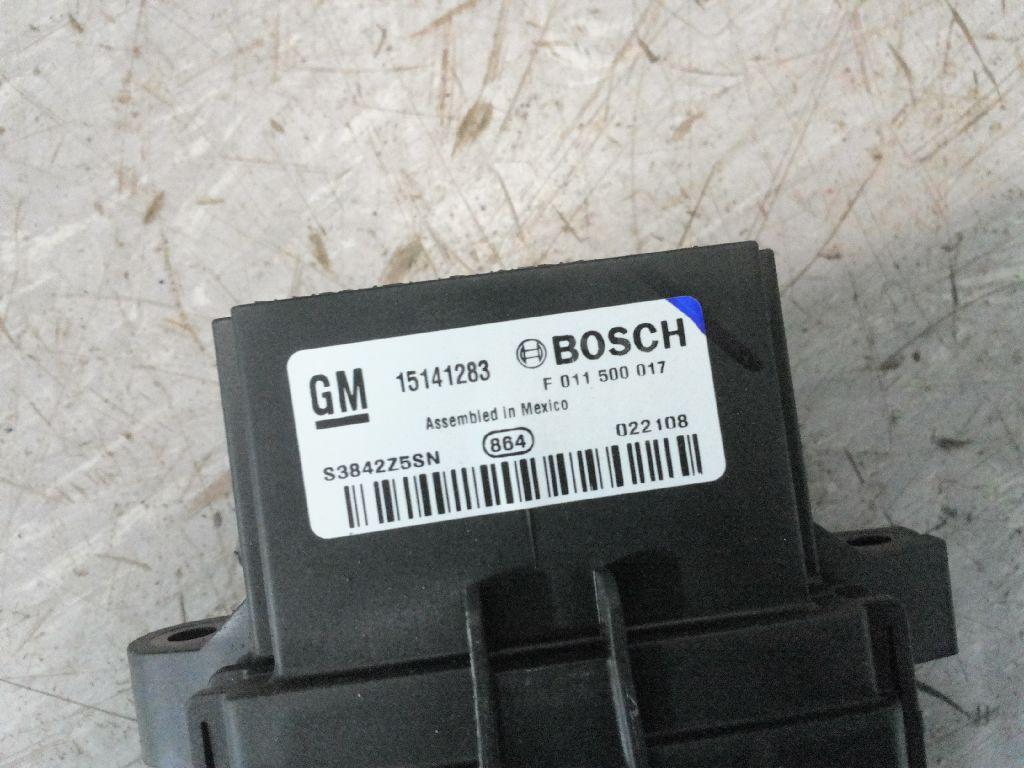 GM 15141283 BOSCH
F 011 500 017
Assembled in Mexico
864
S3842Z5SN 022108